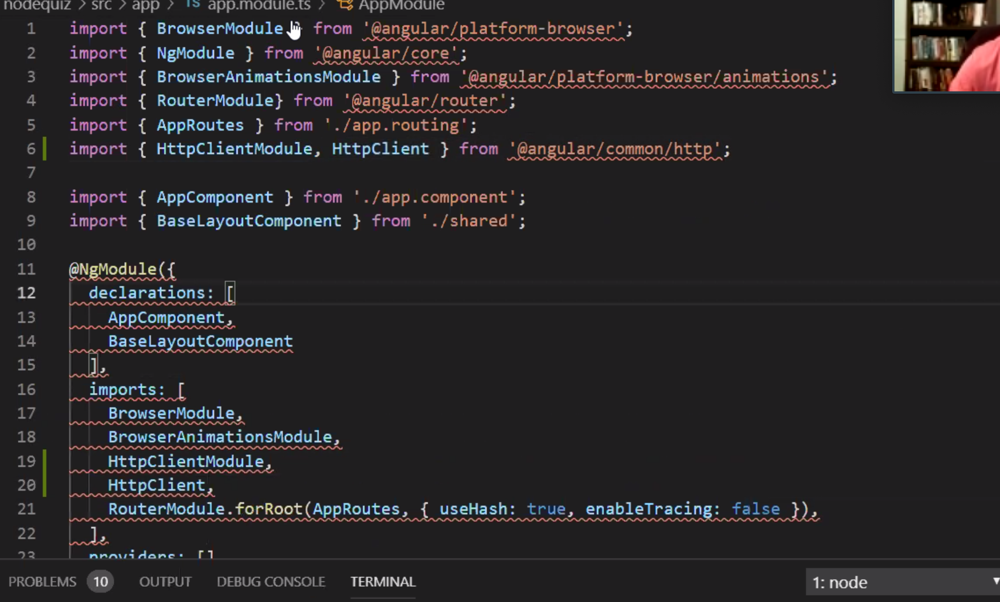 nodequiz > src > app > TS app.module.ts > AppModule
1 import { BrowserModule } from '@angular/platform-browser';
2 import { NgModule } from '@angular/core';
3 import { BrowserAnimationsModule } from '@angular/platform-browser/animations';
4 import { RouterModule} from '@angular/router';
5 import { AppRoutes } from './app.routing';
6 import { HttpClientModule, HttpClient } from '@angular/common/http';
7
8 import { AppComponent } from './app.component';
9 import { BaseLayoutComponent } from './shared';
10
11 @NgModule({
12 declarations: [
13 AppComponent,
14 BaseLayoutComponent
15 ],
16 imports: [
17 BrowserModule,
18 BrowserAnimationsModule,
19 HttpClientModule,
20 HttpClient,
21 RouterModule.forRoot(AppRoutes, { useHash: true, enableTracing: false }),
22 ],
23 providers: []
PROBLEMS 10 OUTPUT DEBUG CONSOLE TERMINAL 1: node